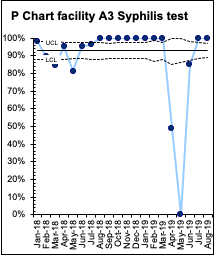 P Chart facility A3 Syphilis test
100%
90%
80%
70%
60%
50%
40%
30%
20%
10%
0%
UCL
LCL
Jan-18
Feb-18
Mar-18
Apr-18
May-18
Jun-18
Jul-18
Aug-18
Sep-18
Oct-18
Nov-18
Dec-18
Jan-19
Feb-19
Mar-19
Apr-19
May-19
Jun-19
Jul-19
Aug-19